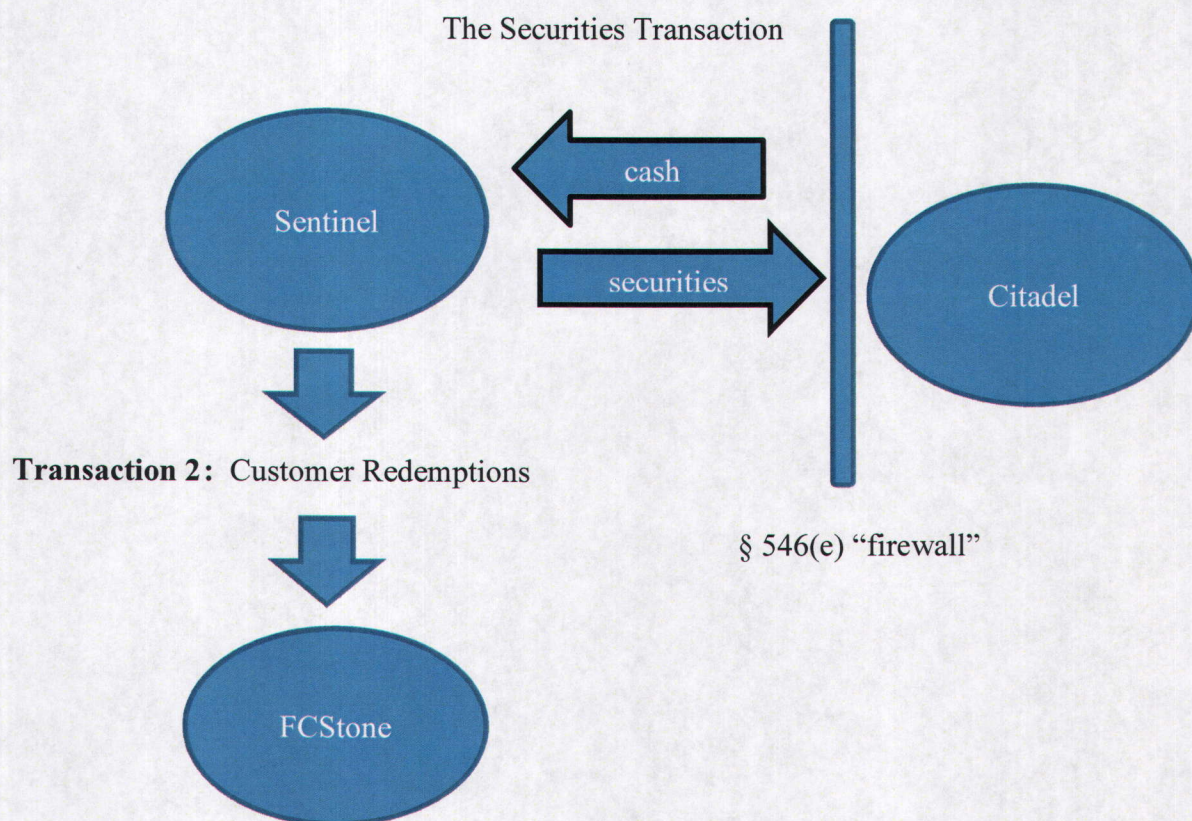 The Securities Transaction
cash
Sentinel
securities
Citadel
Transaction 2: Customer Redemptions
§ 546(e) “firewall”
FCStone